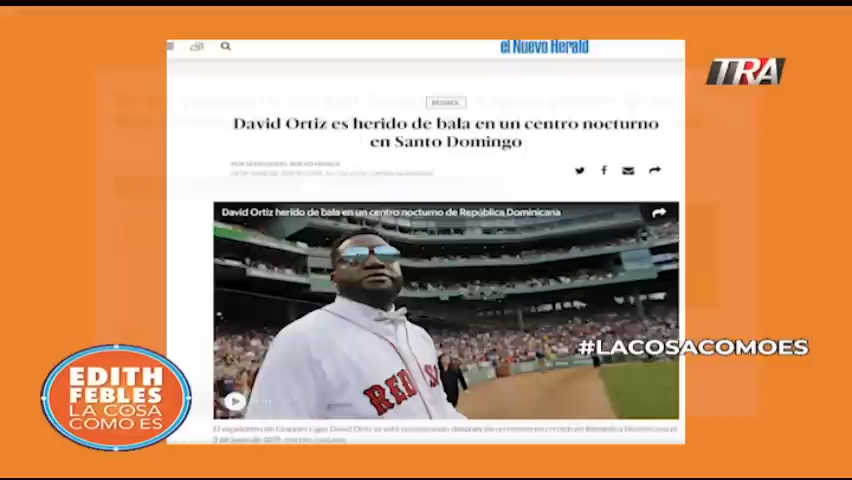 el Nuevo Herald
TRA
BÉISBOL
David Ortiz es herido de bala en un centro nocturno
en Santo Domingo
David Ortiz herido de bala en un centro nocturno de República Dominicana
RED S
#LACOSACOMOES
EDITH
FEBLES
LA COSA
COMO ES